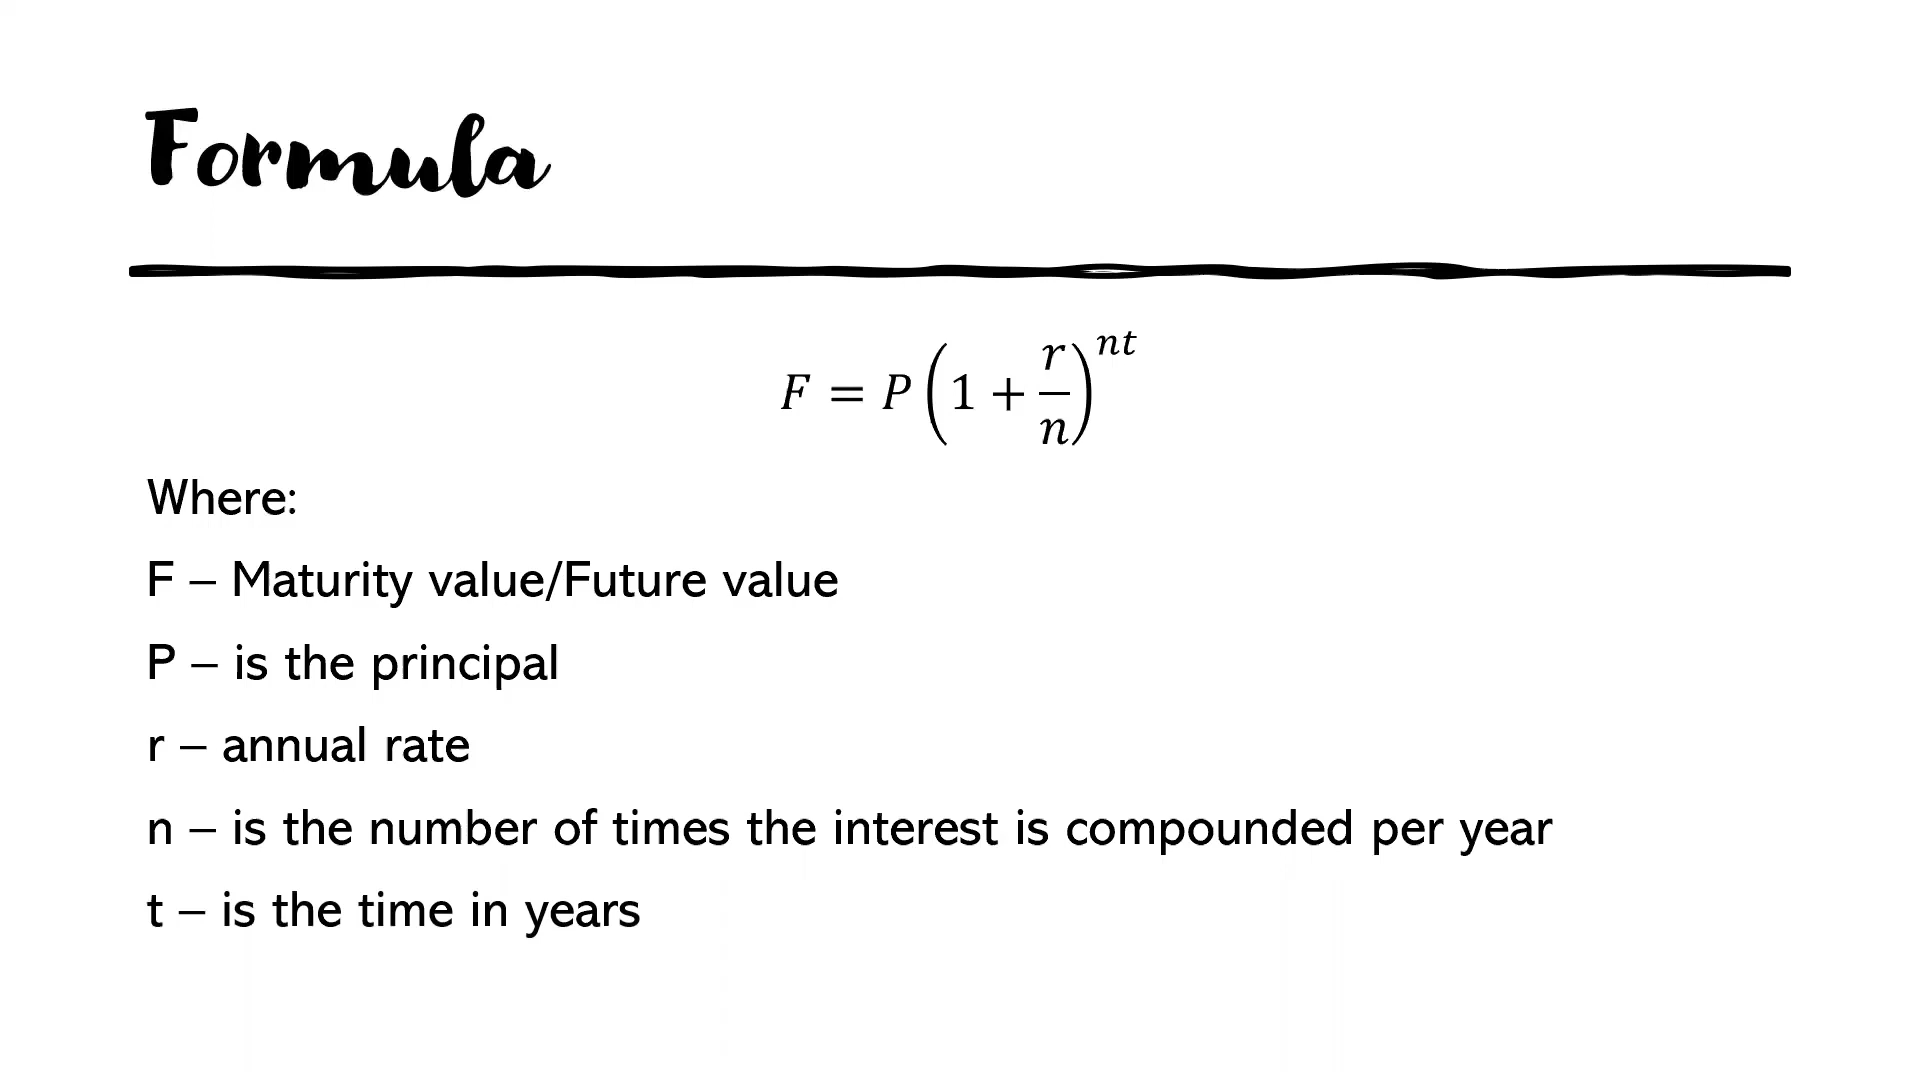 Formula
F = P(1 + r/n)^nt
Where:
F – Maturity value/Future value
P – is the principal
r – annual rate
n – is the number of times the interest is compounded per year
t – is the time in years